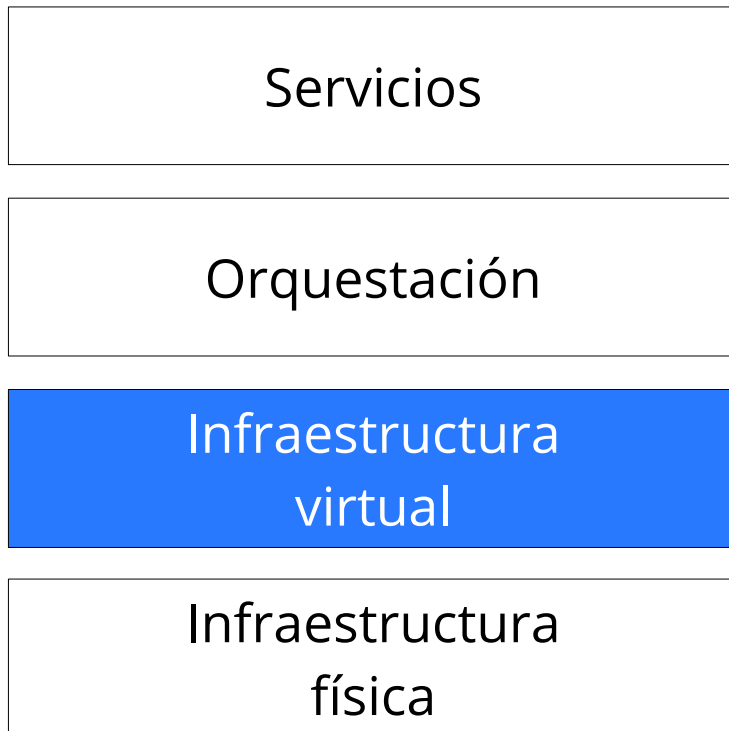 Servicios
Orquestación
Infraestructura
virtual
Infraestructura
física